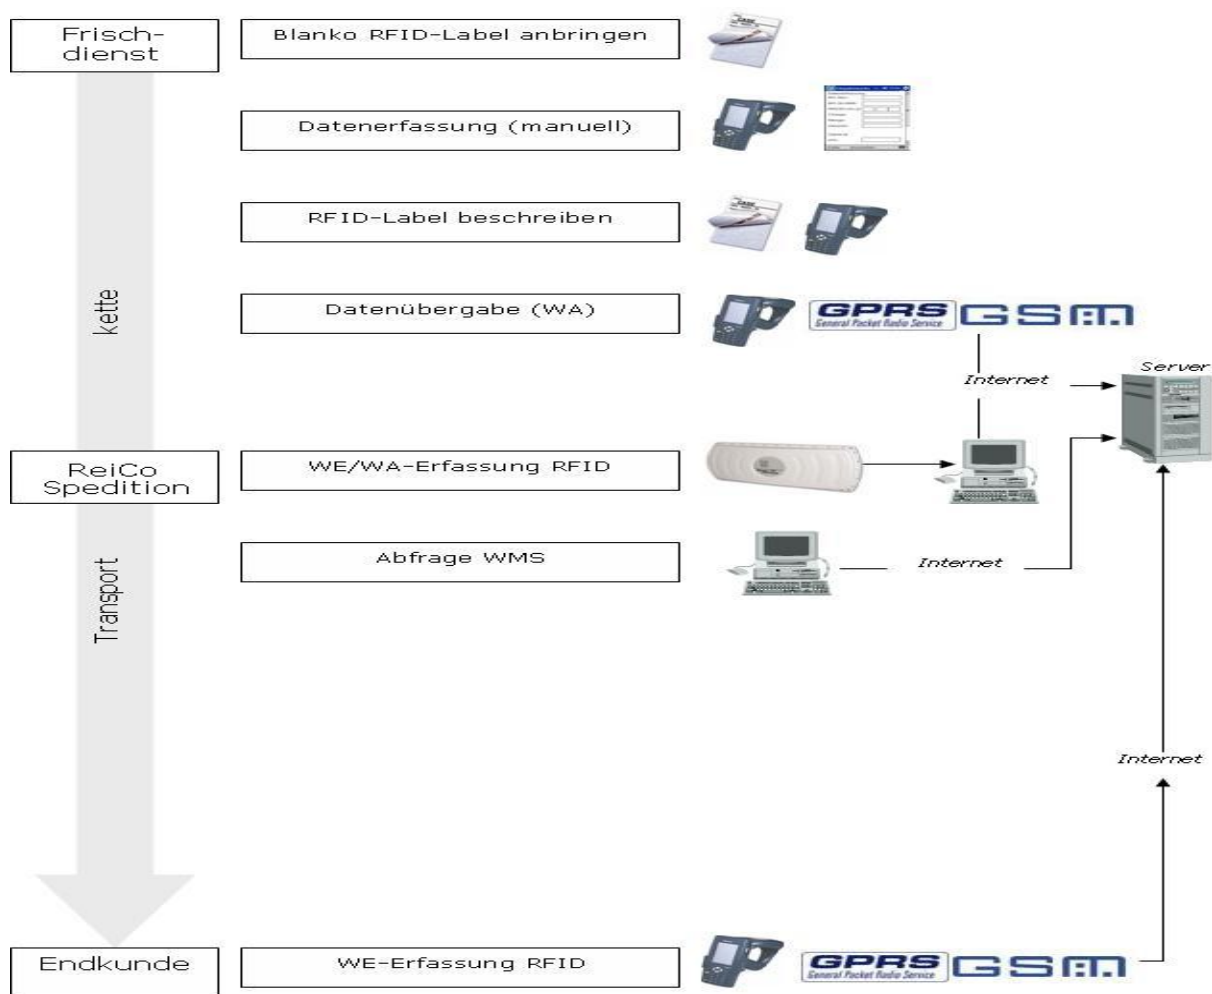 Frisch-
dienst
Blanko RFID-Label anbringen
CASE
Datenerfassung (manuell)
RFID-Label beschreiben
CASE
kette
Datenübergabe (WA)
GPRS
General Packet Radio Service
GSM
Internet
Server
ReiCo
Spedition
WE/WA-Erfassung RFID
Abfrage WMS
Internet
Transport
Internet
Endkunde
WE-Erfassung RFID
GPRS
General Packet Radio Service
GSM